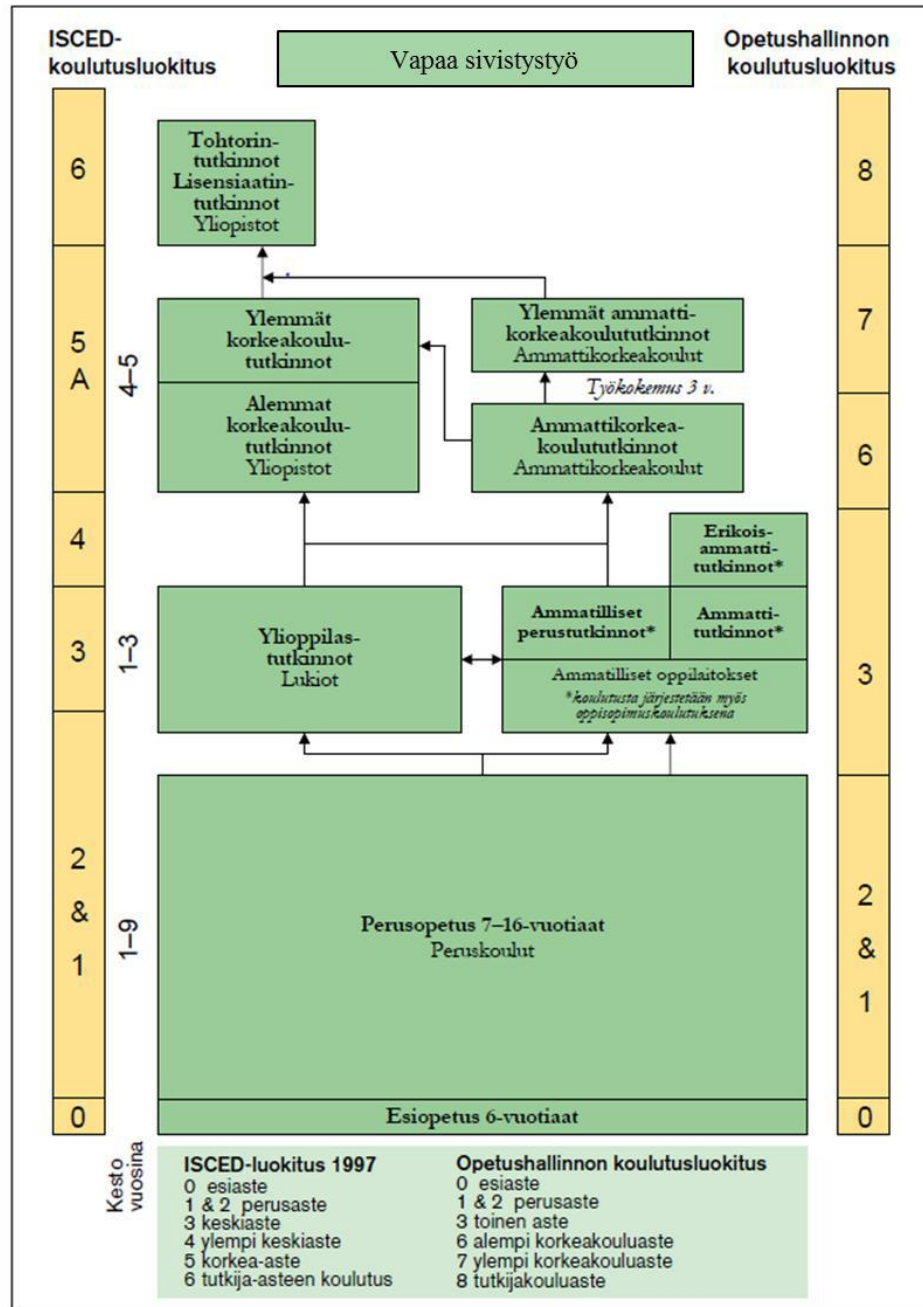 ISCED-
koulutusluokitus
Vapaa sivistystyö
Opetushallinnon
koulutusluokitus
6
5
A
4
3
2
&
1
0
4–5
1–3
1–9
Kesto
vuosina
Tohtorin-
tutkinnot
Lisensiaatin-
tutkinnot
Yliopistot
Ylemmät
korkeakoulu-
tutkinnot
Alemmat
korkeakoulu-
tutkinnot
Yliopistot
Ylemmät ammatti-
korkeakoulututkinnot
Ammattikorkeakoulut
Työkokemus 3 v.
Ammattikorkea-
koulututkinnot
Ammattikorkeakoulut
Erikois-
ammatti-
tutkinnot*
Ylioppilas-
tutkinnot
Lukiot
Ammatilliset
perustutkinnot*
Ammatti-
tutkinnot*
Ammatilliset oppilaitokset
*koulutusta järjestetään myös
oppisopimuskoulutuksena
Perusopetus 7–16-vuotiaat
Peruskoulut
Esiopetus 6-vuotiaat
8
7
6
3
2
&
1
0
ISCED-luokitus 1997
0 esiaste
1 & 2 perusaste
3 keskiaste
4 ylempi keskiaste
5 korkea-aste
6 tutkija-asteen koulutus
Opetushallinnon koulutusluokitus
0 esiaste
1 & 2 perusaste
3 toinen aste
6 alempi korkeakouluaste
7 ylempi korkeakouluaste
8 tutkijakouluaste